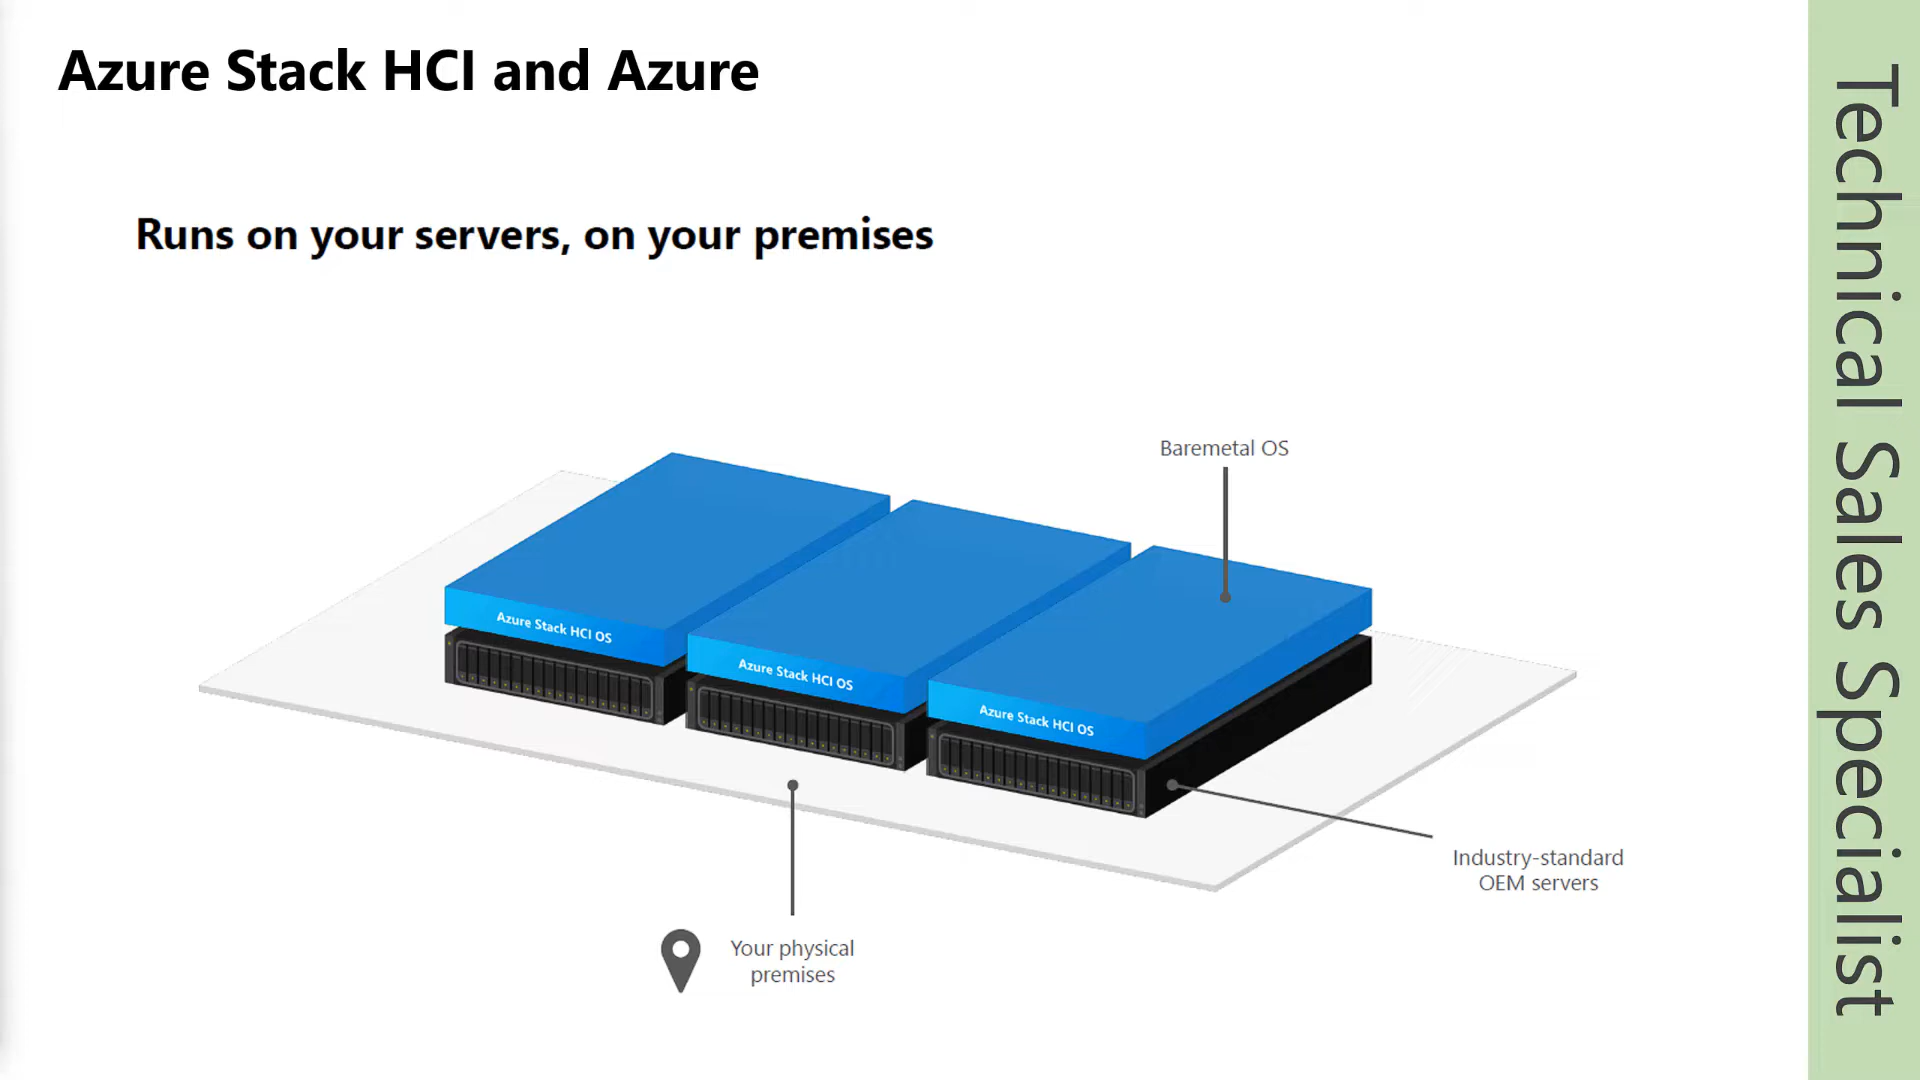 Azure Stack HCI and Azure
Runs on your servers, on your premises
Baremetal OS
Azure Stack HCI OS
Azure Stack HCI OS
Azure Stack HCI OS
Industry-standard
OEM servers
Your physical
premises
Technical Sales Specialist